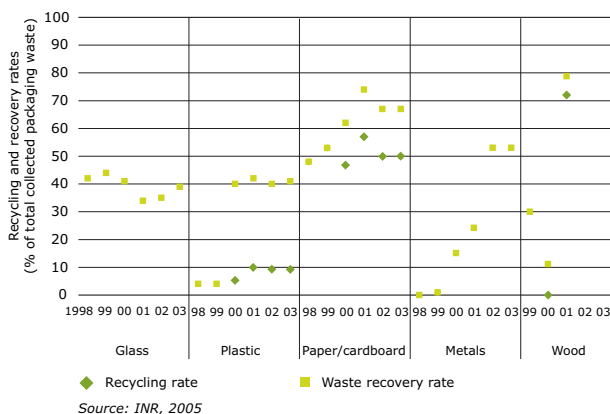 Recycling and recovery rates
(% of total collected packaging waste)
100
90
80
70
60
50
40
30
20
10
0
1998 99 00 01 02 03 98 99 00 01 02 03 98 99 00 01 02 03 98 99 00 01 02 03 99 00 01 02 03
Glass Plastic Paper/cardboard Metals Wood
Recycling rate Waste recovery rate
Source: INR, 2005